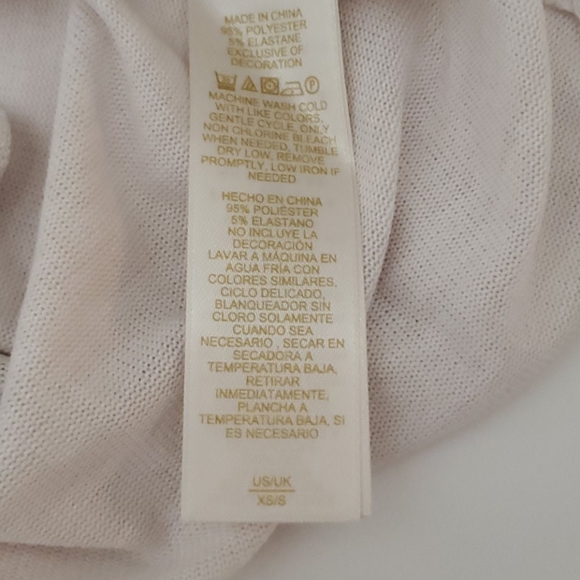 MADE IN CHINA
95% POLYESTER
5% ELASTANE
EXCLUSIVE OF
DECORATION
MACHINE WASH COLD
WITH LIKE COLORS,
GENTLE CYCLE, ONLY
NON CHLORINE BLEACH
WHEN NEEDED, TUMBLE
DRY LOW, REMOVE
PROMPTLY, LOW IRON IF
NEEDED
HECHO EN CHINA
95% POLIÉSTER
5% ELASTANO
NO INCLUYE LA
DECORACIÓN
LAVAR A MÁQUINA EN
AGUA FRÍA CON
COLORES SIMILARES,
CICLO DELICADO,
BLANQUEADOR SIN
CLORO SOLAMENTE
CUANDO SEA
NECESARIO , SECAR EN
SECADORA A
TEMPERATURA BAJA,
RETIRAR
INMEDIATAMENTE,
PLANCHA A
TEMPERATURA BAJA, SI
ES NECESARIO
US/UK
XS/S